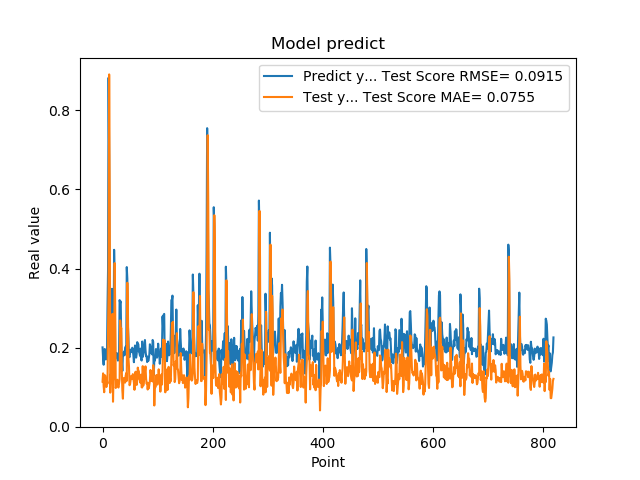 Model predict
Predict y... Test Score RMSE= 0.0915
Test y... Test Score MAE= 0.0755
Real value
0.8
0.6
0.4
0.2
0.0
0
200
400
600
800
Point